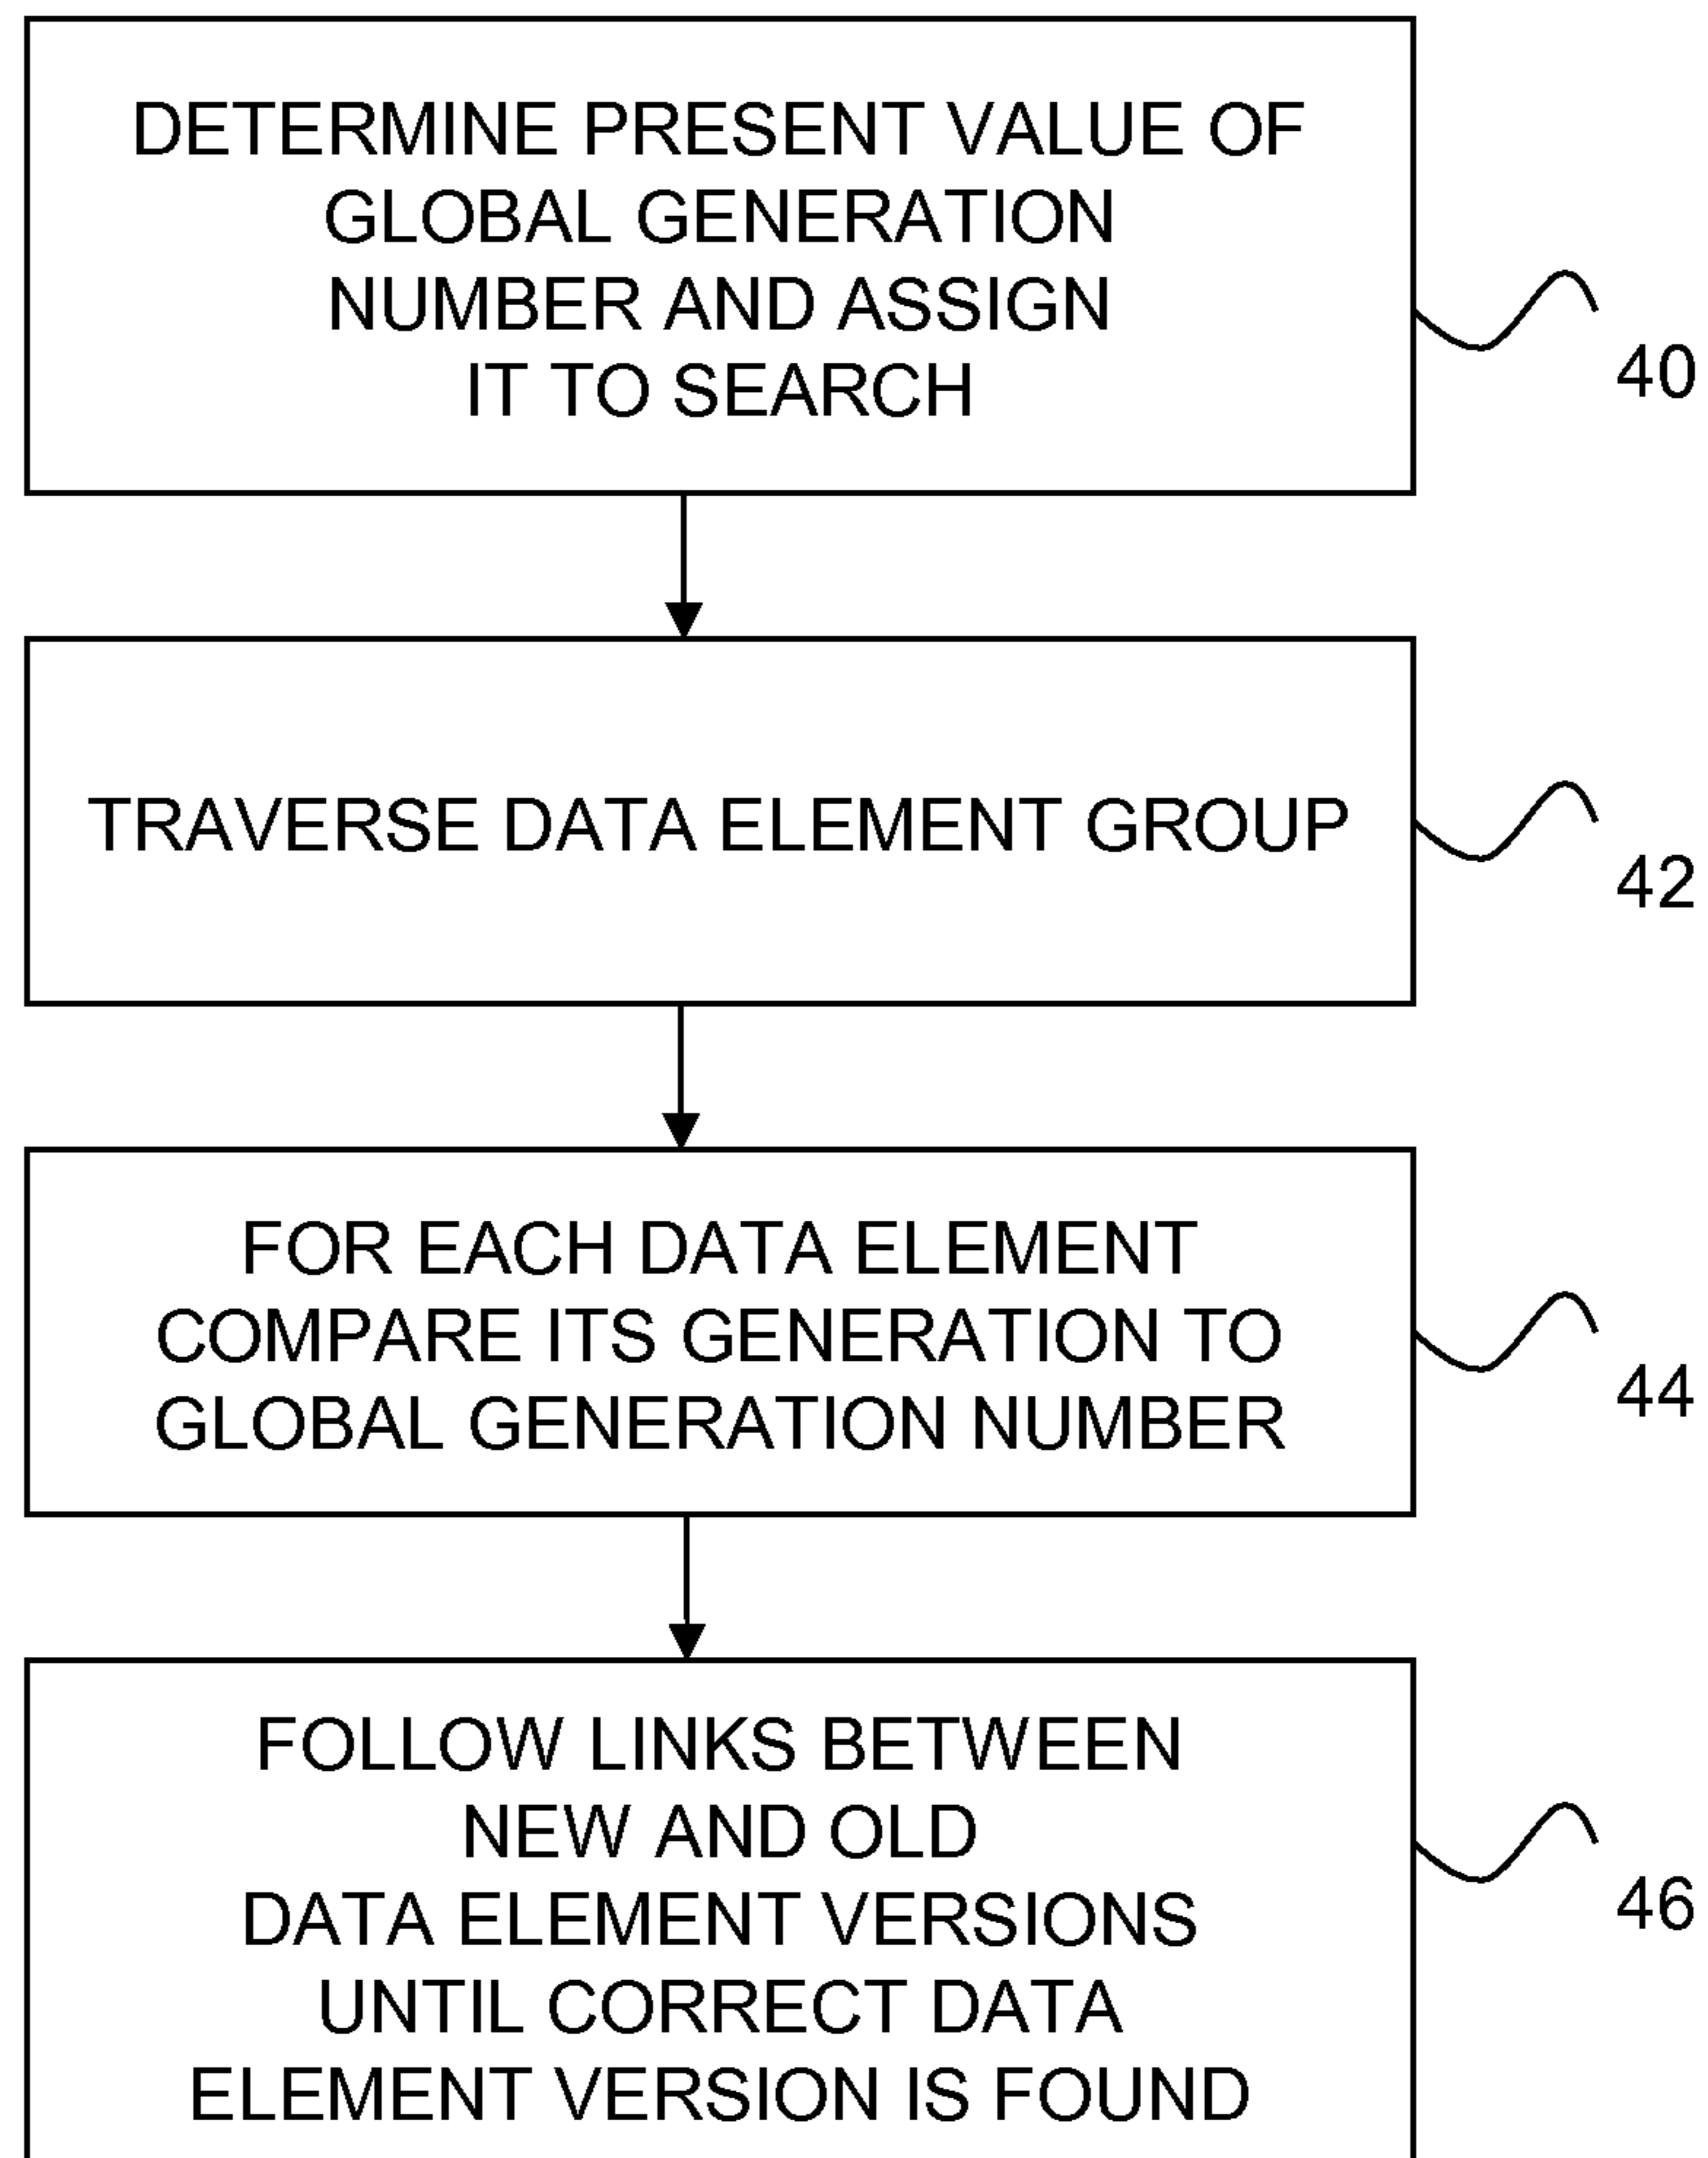 DETERMINE PRESENT VALUE OF
GLOBAL GENERATION
NUMBER AND ASSIGN
IT TO SEARCH
40
TRAVERSE DATA ELEMENT GROUP
42
FOR EACH DATA ELEMENT
COMPARE ITS GENERATION TO
GLOBAL GENERATION NUMBER
44
FOLLOW LINKS BETWEEN
NEW AND OLD
DATA ELEMENT VERSIONS
UNTIL CORRECT DATA
ELEMENT VERSION IS FOUND
46